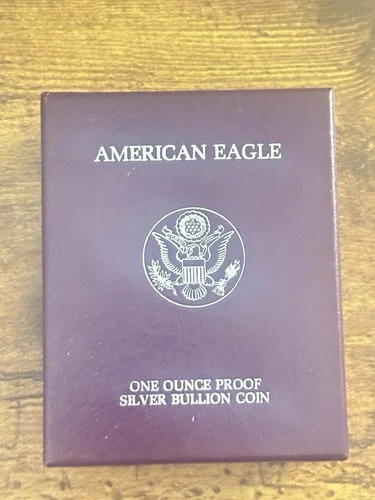 AMERICAN EAGLE
ONE OUNCE PROOF
SILVER BULLION COIN